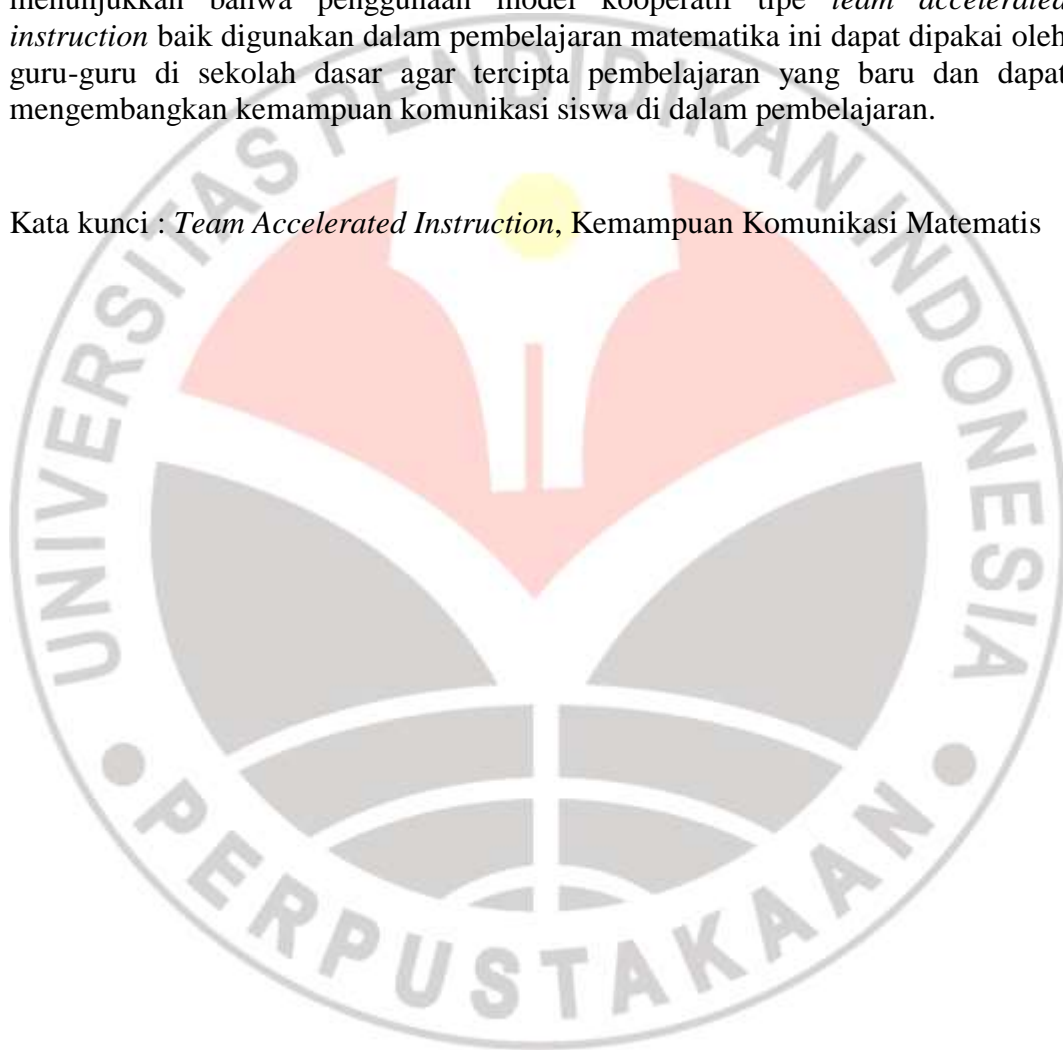 menunjukkan bahwa penggunaan model kooperatif tipe team accelerated
instruction baik digunakan dalam pembelajaran matematika ini dapat dipakai oleh
guru-guru di sekolah dasar agar tercipta pembelajaran yang baru dan dapat
mengembangkan kemampuan komunikasi siswa di dalam pembelajaran.
Kata kunci : Team Accelerated Instruction, Kemampuan Komunikasi Matematis
UNIVERSITAS PENDIDIKAN INDONESIA
PERPUSTAKAAN